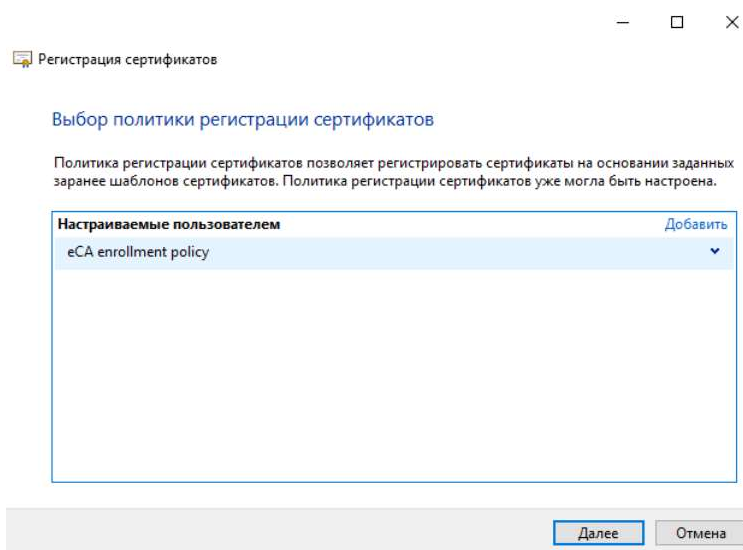 Регистрация сертификатов
Выбор политики регистрации сертификатов
Политика регистрации сертификатов позволяет регистрировать сертификаты на основании заданных
заранее шаблонов сертификатов. Политика регистрации сертификатов уже могла быть настроена.
Настраиваемые пользователем Добавить
eCA enrollment policy
Далее Отмена